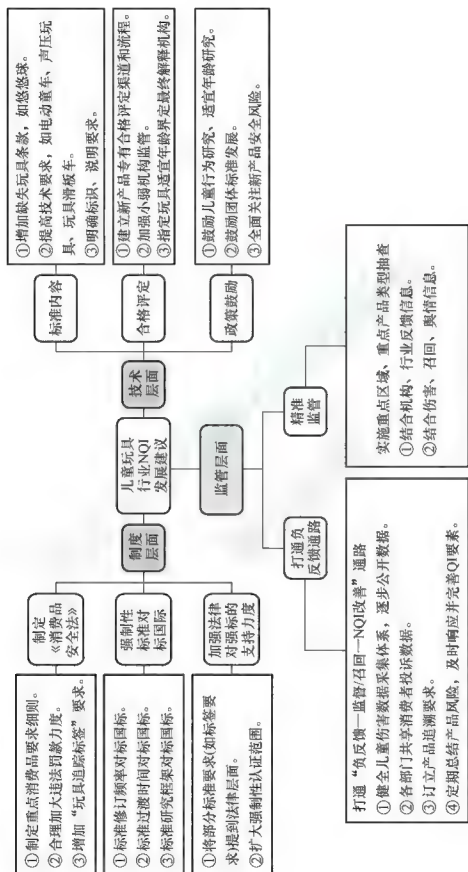 儿童玩具
行业NQI
发展建议
制度
层面
制定
《消费品
安全法》
①制定重点消费品要求细则。
②合理加大违法罚款力度。
③增加“玩具追踪标签”要求。
强制性
标准对
标国际
①标准修订频率对标国标。
②标准过渡时间对标国标。
③标准研究框架对标国标。
加强法律
对强标的
支持力度
①将部分标准要求(如标签要
求)提到法律层面。
②扩大强制性认证范围。
技术
层面
标准内容
①增加缺失玩具条款，如悠悠球。
②提高技术要求，如电动童车、声压玩
具、玩具滑板车。
③明确标识、说明要求。
合格评定
①建立新产品专有合格评定渠道和流程。
②加强小弱机构监管。
③指定玩具适宜年龄界定最终解释机构。
政策鼓励
①鼓励儿童行为研究、适宜年龄研究。
②鼓励团体标准发展。
③全面关注新产品安全风险。
监管层面
打通负
反馈通路
打通“负反馈—监督/召回—NQI改善”通路
①健全儿童伤害数据采集体系，逐步公开数据。
②各部门共享消费者投诉数据。
③订立产品追溯要求。
④定期总结产品风险，及时响应并完善QI要素。
精准
监管
实施重点区域、重点产品类型抽查
①结合机构、行业反馈信息。
②结合伤害、召回、舆情信息。